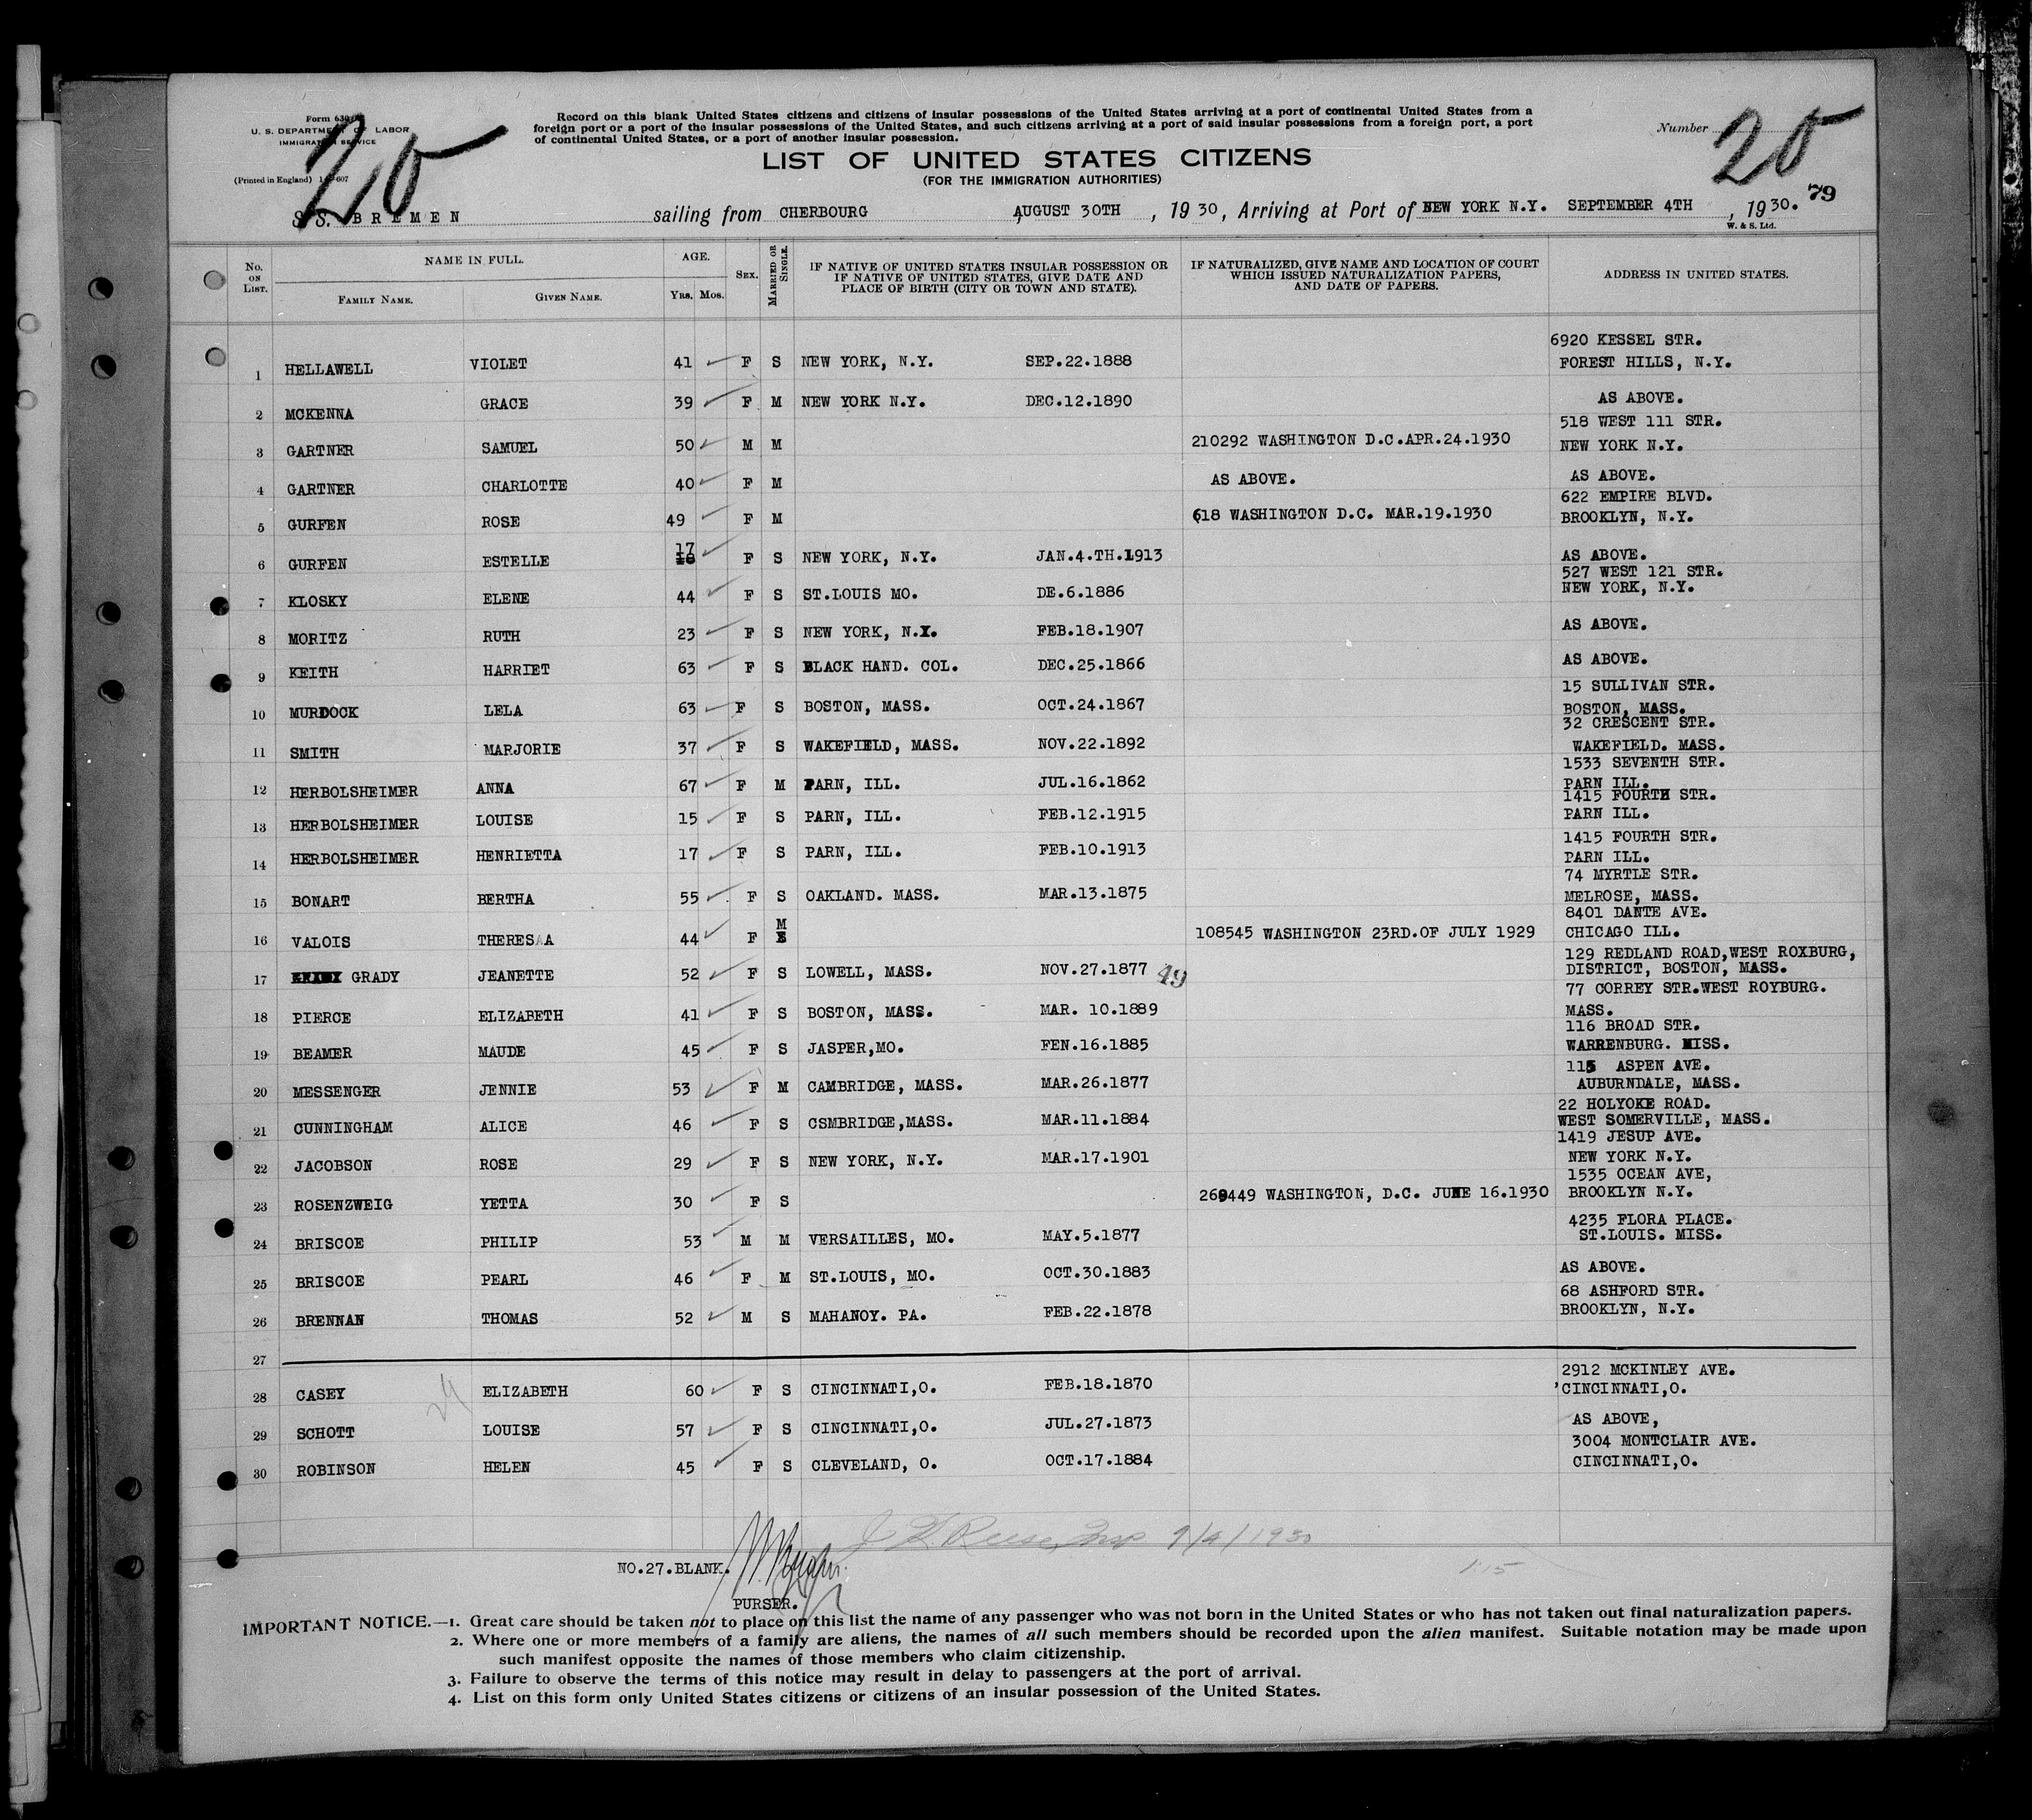 Form 630
U. S. DEPARTMENT OF LABOR
IMMIGRATION SERVICE
(Printed in England)
20
Record on this blank United States citizens and citizens of insular possessions of the United States arriving at a port of continental United States from a
foreign port or a port of the insular possessions of the United States, and such citizens arriving at a port of said insular possessions from a foreign port, a port
of continental United States, or a port of another insular possession.
Number 20
LIST OF UNITED STATES CITIZENS
(FOR THE IMMIGRATION AUTHORITIES)
79
S.S. BREMEN sailing from CHERBOURG AUGUST 30TH , 19 30, Arriving at Port of NEW YORK N.Y. SEPTEMBER 4TH , 19 30.
W. & S. Ltd.
No. ON LIST. NAME IN FULL. AGE. SEX. MARRIED OR SINGLE. IF NATIVE OF UNITED STATES INSULAR POSSESSION OR IF NATIVE OF UNITED STATES, GIVE DATE AND PLACE OF BIRTH (CITY OR TOWN AND STATE). IF NATURALIZED, GIVE NAME AND LOCATION OF COURT WHICH ISSUED NATURALIZATION PAPERS, AND DATE OF PAPERS. ADDRESS IN UNITED STATES.
FAMILY NAME. GIVEN NAME. Yrs. Mos.
6920 KESSEL STR.
1 HELLAWELL VIOLET 41 F S NEW YORK, N.Y. SEP.22.1888 FOREST HILLS, N.Y.
2 MCKENNA GRACE 39 F M NEW YORK N.Y. DEC.12.1890 AS ABOVE.
518 WEST 111 STR.
3 GARTNER SAMUEL 50 M M 210292 WASHINGTON D.C.APR.24.1930 NEW YORK N.Y.
4 GARTNER CHARLOTTE 40 F M AS ABOVE. AS ABOVE.
622 EMPIRE BLVD.
5 GURFEN ROSE 49 F M 618 WASHINGTON D.C. MAR.19.1930 BROOKLYN, N.Y.
17
6 GURFEN ESTELLE 18 F S NEW YORK, N.Y. JAN.4.TH.1913 AS ABOVE.
527 WEST 121 STR.
7 KLOSKY ELENE 44 F S ST.LOUIS MO. DE.6.1886 NEW YORK, N.Y.
8 MORITZ RUTH 23 F S NEW YORK, N.Y. FEB.18.1907 AS ABOVE.
9 KEITH HARRIET 63 F S BLACK HAND. COL. DEC.25.1866 AS ABOVE.
15 SULLIVAN STR.
10 MURDOCK LELA 63 F S BOSTON, MASS. OCT.24.1867 BOSTON, MASS.
32 CRESCENT STR.
11 SMITH MARJORIE 37 F S WAKEFIELD, MASS. NOV.22.1892 WAKEFIELD. MASS.
1533 SEVENTH STR.
12 HERBOLSHEIMER ANNA 67 F M PARN, ILL. JUL.16.1862 PARN ILL.
1415 FOURTH STR.
13 HERBOLSHEIMER LOUISE 15 F S PARN, ILL. FEB.12.1915 PARN ILL.
1415 FOURTH STR.
14 HERBOLSHEIMER HENRIETTA 17 F S PARN, ILL. FEB.10.1913 PARN ILL.
74 MYRTLE STR.
15 BONART BERTHA 55 F S OAKLAND. MASS. MAR.13.1875 MELROSE, MASS.
8401 DANTE AVE.
M
16 VALOIS THERESAA 44 F S 108545 WASHINGTON 23RD.OF JULY 1929 CHICAGO ILL.
129 REDLAND ROAD,WEST ROXBURG,
17 GRADY JEANETTE 52 F S LOWELL, MASS. NOV.27.1877 49 DISTRICT, BOSTON, MASS.
77 CORREY STR.WEST ROYBURG.
18 PIERCE ELIZABETH 41 F S BOSTON, MASS. MAR. 10.1889 MASS.
116 BROAD STR.
19 BEAMER MAUDE 45 F S JASPER,MO. FEN.16.1885 WARRENBURG. MISS.
115 ASPEN AVE.
20 MESSENGER JENNIE 53 F M CAMBRIDGE, MASS. MAR.26.1877 AUBURNDALE, MASS.
22 HOLYOKE ROAD.
21 CUNNINGHAM ALICE 46 F S CSMBRIDGE,MASS. MAR.11.1884 WEST SOMERVILLE, MASS.
1419 JESUP AVE.
22 JACOBSON ROSE 29 F S NEW YORK, N.Y. MAR.17.1901 NEW YORK N.Y.
1535 OCEAN AVE,
23 ROSENZWEIG YETTA 30 F S 269449 WASHINGTON, D.C. JUNE 16.1930 BROOKLYN N.Y.
4235 FLORA PLACE.
24 BRISCOE PHILIP 53 M M VERSAILLES, MO. MAY.5.1877 ST.LOUIS. MISS.
25 BRISCOE PEARL 46 F M ST.LOUIS, MO. OCT.30.1883 AS ABOVE.
68 ASHFORD STR.
26 BRENNAN THOMAS 52 M S MAHANOY. PA. FEB.22.1878 BROOKLYN, N.Y.
27
2912 MCKINLEY AVE.
28 CASEY ELIZABETH 60 F S CINCINNATI,O. FEB.18.1870 CINCINNATI,O.
29 SCHOTT LOUISE 57 F S CINCINNATI,O. JUL.27.1873 AS ABOVE,
3004 MONTCLAIR AVE.
30 ROBINSON HELEN 45 F S CLEVELAND, O. OCT.17.1884 CINCINNATI,O.
9/4/1930
NO.27.BLANK.
PURSER.
IMPORTANT NOTICE.—1. Great care should be taken not to place on this list the name of any passenger who was not born in the United States or who has not taken out final naturalization papers.
2. Where one or more members of a family are aliens, the names of all such members should be recorded upon the alien manifest. Suitable notation may be made upon
such manifest opposite the names of those members who claim citizenship.
3. Failure to observe the terms of this notice may result in delay to passengers at the port of arrival.
4. List on this form only United States citizens or citizens of an insular possession of the United States.